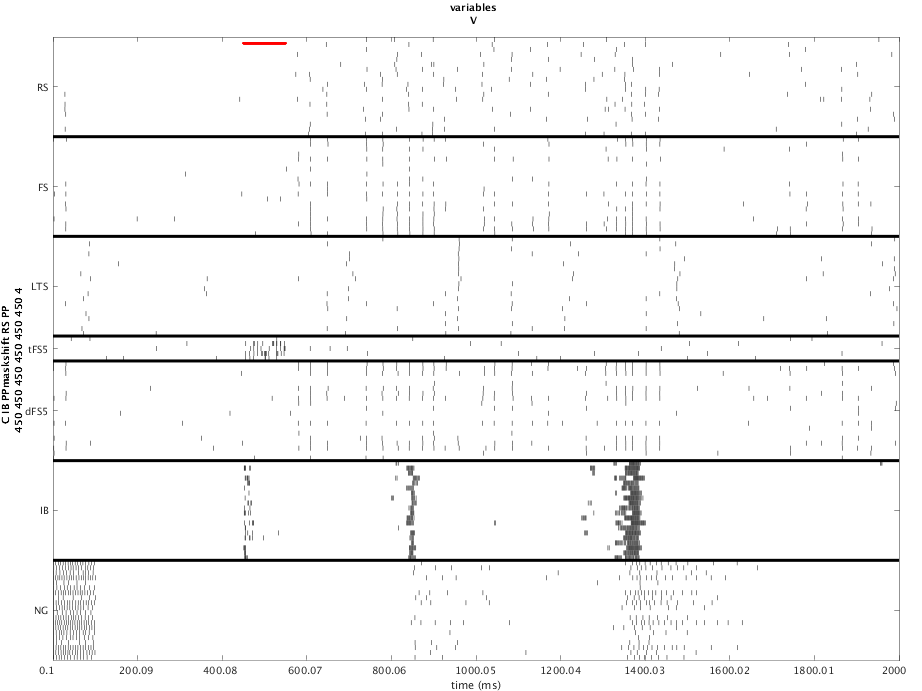 variables
V
RS
FS
LTS
tFS5
dFS5
IB
NG
C IB PPmaskshift RS PP
450 450 450 450 450 450 4
0.1 200.09 400.08 600.07 800.06 1000.05 1200.04 1400.03 1600.02 1800.01 2000
time (ms)